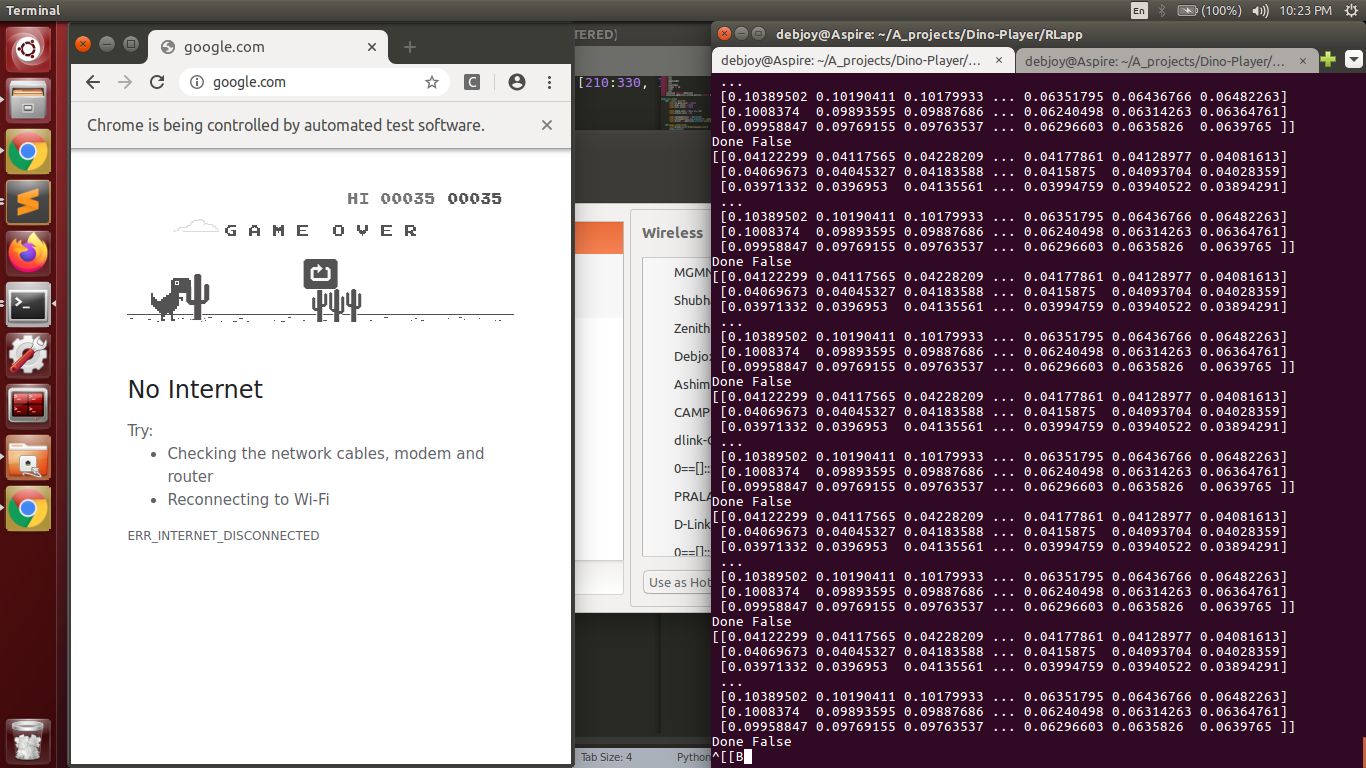 Terminal
En
(100%)
10:23 PM
google.com
google.com
C
Chrome is being controlled by automated test software.
HI 00035 00035
GAME OVER
No Internet
Try:
Checking the network cables, modem and
router
Reconnecting to Wi-Fi
ERR_INTERNET_DISCONNECTED
TERED)
[210:330,
Wireless
MGMN
Shubh
Zenith
Debjo
Ashim
CAMP
dlink-
0==[]::
PRALA
D-Link
0==[]::
Use as Hot
Tab Size: 4
Python
debjoy@Aspire: ~/A_projects/Dino-Player/RLapp
debjoy@Aspire: ~/A_projects/Dino-Player/...
debjoy@Aspire: ~/A_projects/Dino-Player/...
...
[0.10389502 0.10190411 0.10179933 ... 0.06351795 0.06436766 0.06482263]
[0.1008374  0.09893595 0.09887686 ... 0.06240498 0.06314263 0.06364761]
[0.09958847 0.09769155 0.09763537 ... 0.06296603 0.0635826  0.0639765 ]]
Done False
[[0.04122299 0.04117565 0.04228209 ... 0.04177861 0.04128977 0.04081613]
[0.04069673 0.04045327 0.04183588 ... 0.0415875  0.04093704 0.04028359]
[0.03971332 0.0396953  0.04135561 ... 0.03994759 0.03940522 0.03894291]
...
[0.10389502 0.10190411 0.10179933 ... 0.06351795 0.06436766 0.06482263]
[0.1008374  0.09893595 0.09887686 ... 0.06240498 0.06314263 0.06364761]
[0.09958847 0.09769155 0.09763537 ... 0.06296603 0.0635826  0.0639765 ]]
Done False
[[0.04122299 0.04117565 0.04228209 ... 0.04177861 0.04128977 0.04081613]
[0.04069673 0.04045327 0.04183588 ... 0.0415875  0.04093704 0.04028359]
[0.03971332 0.0396953  0.04135561 ... 0.03994759 0.03940522 0.03894291]
...
[0.10389502 0.10190411 0.10179933 ... 0.06351795 0.06436766 0.06482263]
[0.1008374  0.09893595 0.09887686 ... 0.06240498 0.06314263 0.06364761]
[0.09958847 0.09769155 0.09763537 ... 0.06296603 0.0635826  0.0639765 ]]
Done False
[[0.04122299 0.04117565 0.04228209 ... 0.04177861 0.04128977 0.04081613]
[0.04069673 0.04045327 0.04183588 ... 0.0415875  0.04093704 0.04028359]
[0.03971332 0.0396953  0.04135561 ... 0.03994759 0.03940522 0.03894291]
...
[0.10389502 0.10190411 0.10179933 ... 0.06351795 0.06436766 0.06482263]
[0.1008374  0.09893595 0.09887686 ... 0.06240498 0.06314263 0.06364761]
[0.09958847 0.09769155 0.09763537 ... 0.06296603 0.0635826  0.0639765 ]]
Done False
[[0.04122299 0.04117565 0.04228209 ... 0.04177861 0.04128977 0.04081613]
[0.04069673 0.04045327 0.04183588 ... 0.0415875  0.04093704 0.04028359]
[0.03971332 0.0396953  0.04135561 ... 0.03994759 0.03940522 0.03894291]
...
[0.10389502 0.10190411 0.10179933 ... 0.06351795 0.06436766 0.06482263]
[0.1008374  0.09893595 0.09887686 ... 0.06240498 0.06314263 0.06364761]
[0.09958847 0.09769155 0.09763537 ... 0.06296603 0.0635826  0.0639765 ]]
Done False
[[0.04122299 0.04117565 0.04228209 ... 0.04177861 0.04128977 0.04081613]
[0.04069673 0.04045327 0.04183588 ... 0.0415875  0.04093704 0.04028359]
[0.03971332 0.0396953  0.04135561 ... 0.03994759 0.03940522 0.03894291]
...
[0.10389502 0.10190411 0.10179933 ... 0.06351795 0.06436766 0.06482263]
[0.1008374  0.09893595 0.09887686 ... 0.06240498 0.06314263 0.06364761]
[0.09958847 0.09769155 0.09763537 ... 0.06296603 0.0635826  0.0639765 ]]
Done False
^[[B